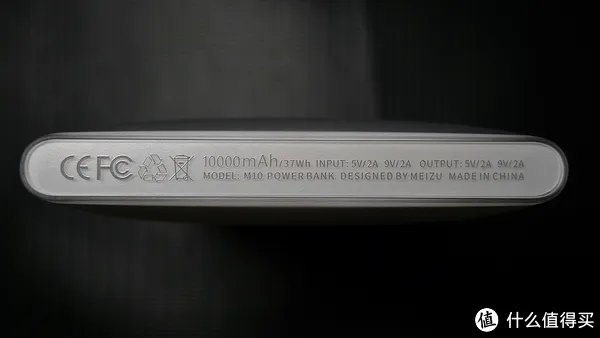 CE FC 10000mAh/37Wh INPUT: 5V/2A 9V/2A OUTPUT: 5V/2A 9V/2A
MODEL: M10 POWER BANK DESIGNED BY MEIZU MADE IN CHINA
值 什么值得买